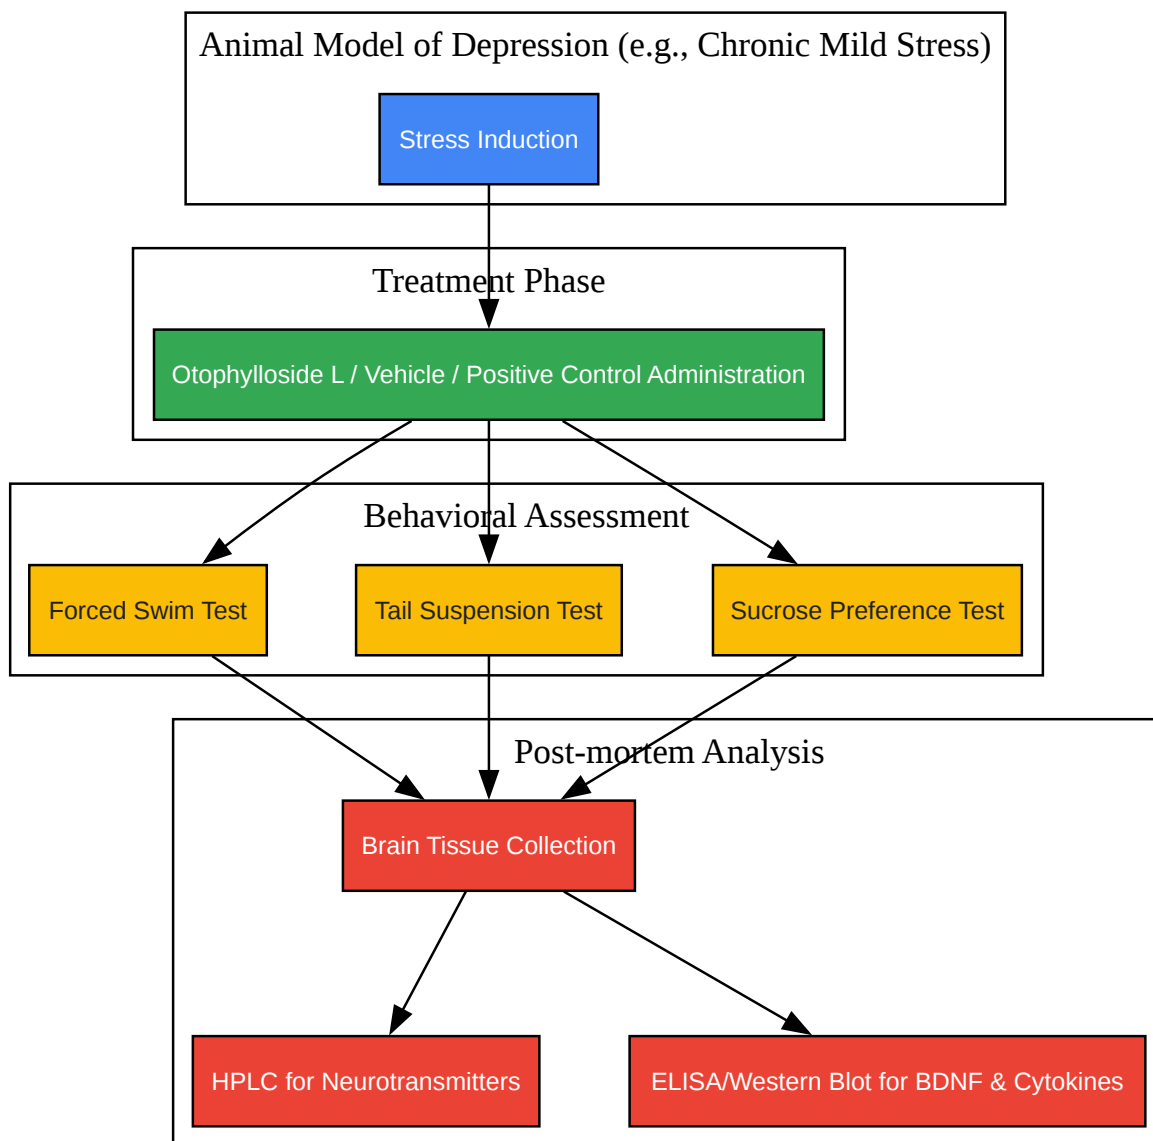 Animal Model of Depression (e.g., Chronic Mild Stress)
Stress Induction
Treatment Phase
Otophylloside L / Vehicle / Positive Control Administration
Behavioral Assessment
Forced Swim Test
Tail Suspension Test
Sucrose Preference Test
Post-mortem Analysis
Brain Tissue Collection
HPLC for Neurotransmitters
ELISA/Western Blot for BDNF & Cytokines